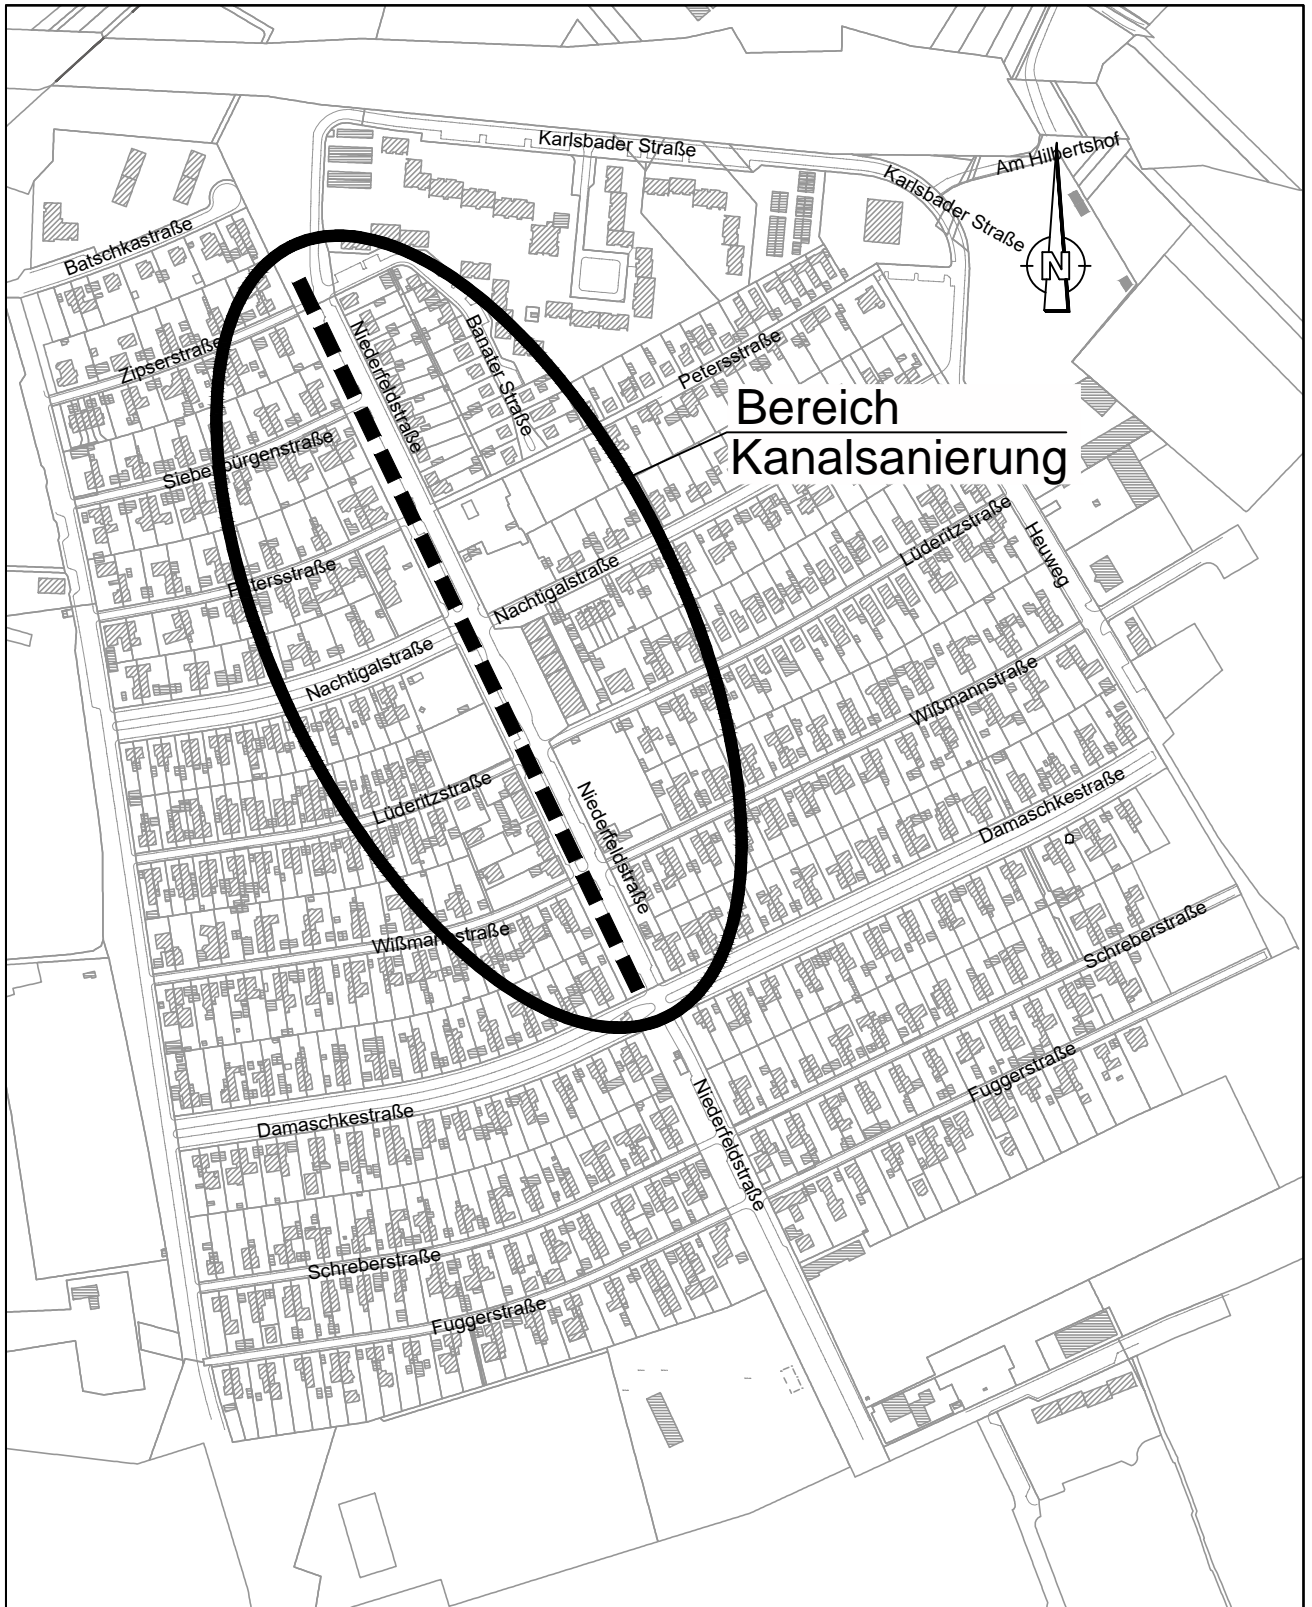 Karlsbader Straße
Am Hilbertshof
Karlsbader Straße
Batschkastraße
N
Zipserstraße
Niederfeldstraße
Banater Straße
Petersstraße
Bereich
Kanalsanierung
Siebenbürgenstraße
Lüderitzstraße
Heuweg
Petersstraße
Nachtigalstraße
Nachtigalstraße
Wißmannstraße
Lüderitzstraße
Niederfeldstraße
Damaschkestraße
Wißmannstraße
Schreberstraße
Fuggerstraße
Damaschkestraße
Niederfeldstraße
Schreberstraße
Fuggerstraße